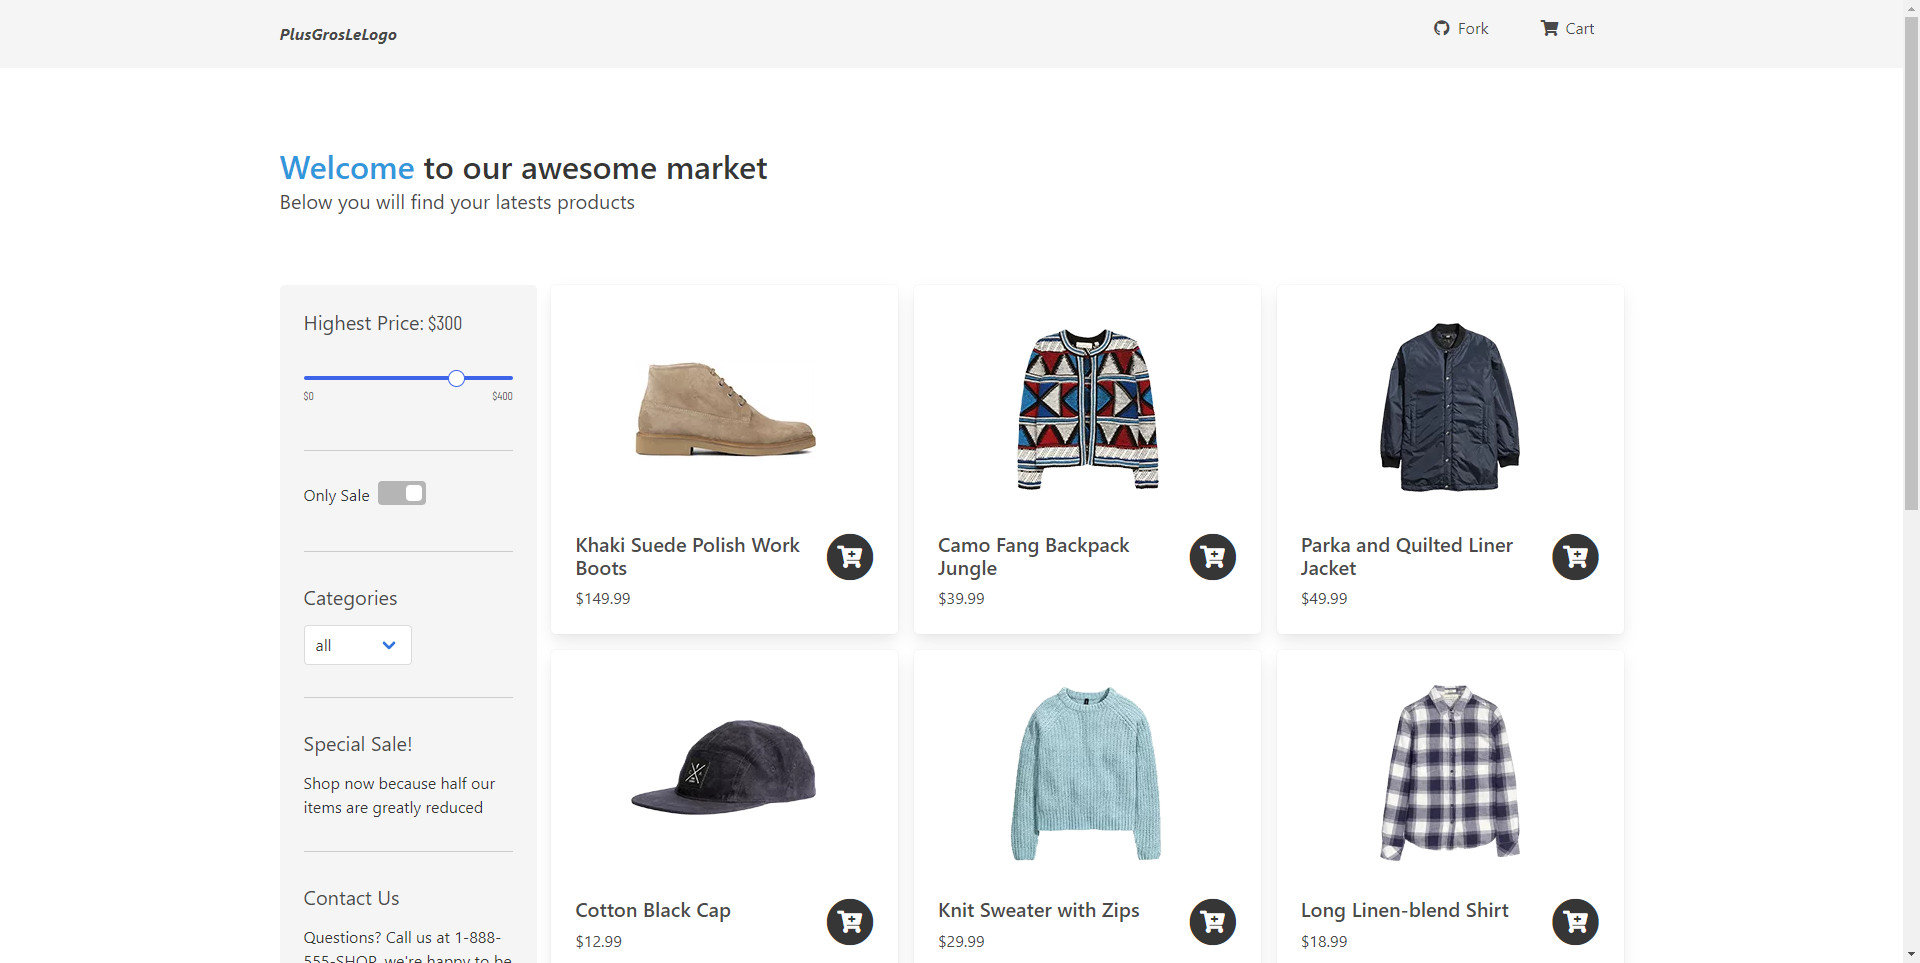 PlusGrosLeLogo
Fork
Cart
Welcome to our awesome market
Below you will find your latests products
Highest Price: $300
$0
$400
Only Sale
Categories
all
Special Sale!
Shop now because half our
items are greatly reduced
Contact Us
Questions? Call us at 1-888-
555-SHOP, we're happy to be
Khaki Suede Polish Work
Boots
$149.99
Camo Fang Backpack
Jungle
$39.99
Parka and Quilted Liner
Jacket
$49.99
Cotton Black Cap
$12.99
Knit Sweater with Zips
$29.99
Long Linen-blend Shirt
$18.99